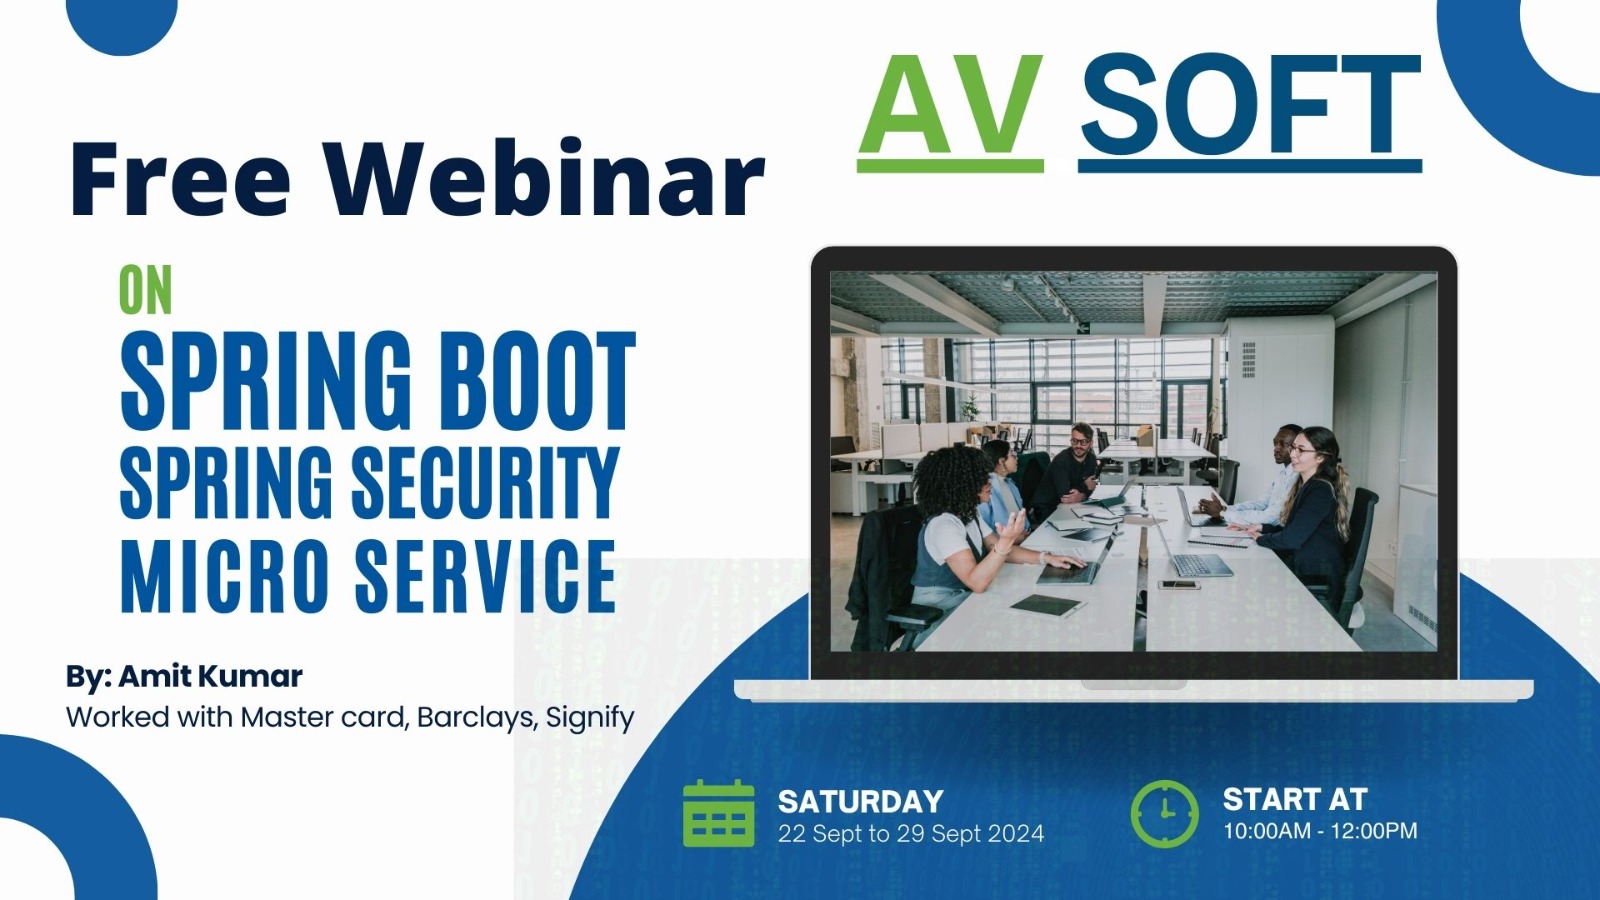 AV SOFT
Free Webinar
ON
SPRING BOOT
SPRING SECURITY
MICRO SERVICE
By: Amit Kumar
Worked with Master card, Barclays, Signify
SATURDAY
22 Sept to 29 Sept 2024
START AT
10:00AM - 12:00PM